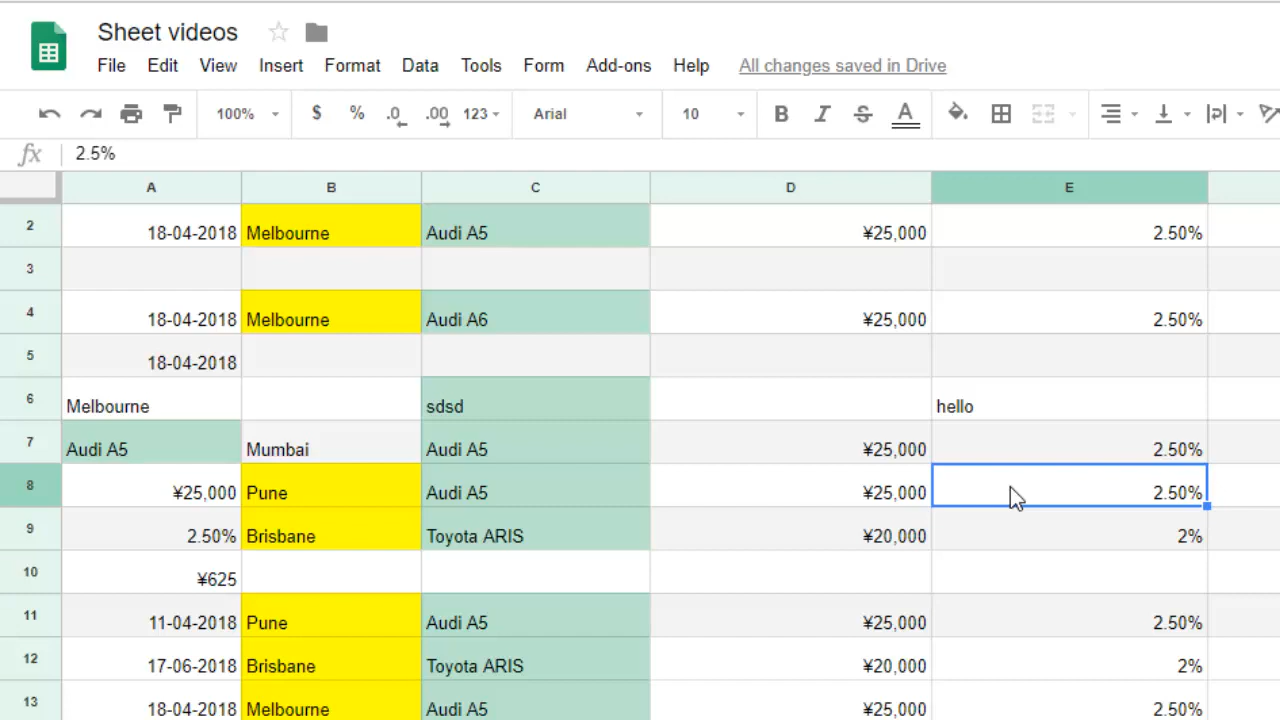 Sheet videos
File Edit View Insert Format Data Tools Form Add-ons Help All changes saved in Drive
100% $ % .0 .00 123 Arial 10 B I S A
fx 2.5%
A B C D E
2 18-04-2018 Melbourne Audi A5 ¥25,000 2.50%
3
4 18-04-2018 Melbourne Audi A6 ¥25,000 2.50%
5 18-04-2018
6 Melbourne sdsd hello
7 Audi A5 Mumbai Audi A5 ¥25,000 2.50%
8 ¥25,000 Pune Audi A5 ¥25,000 2.50%
9 2.50% Brisbane Toyota ARIS ¥20,000 2%
10 ¥625
11 11-04-2018 Pune Audi A5 ¥25,000 2.50%
12 17-06-2018 Brisbane Toyota ARIS ¥20,000 2%
13 18-04-2018 Melbourne Audi A5 ¥25,000 2.50%